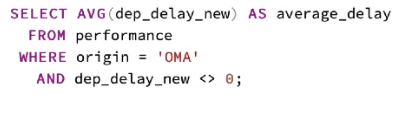 SELECT AVG(dep_delay_new) AS average_delay
FROM performance
WHERE origin = 'OMA'
AND dep_delay_new <> 0;